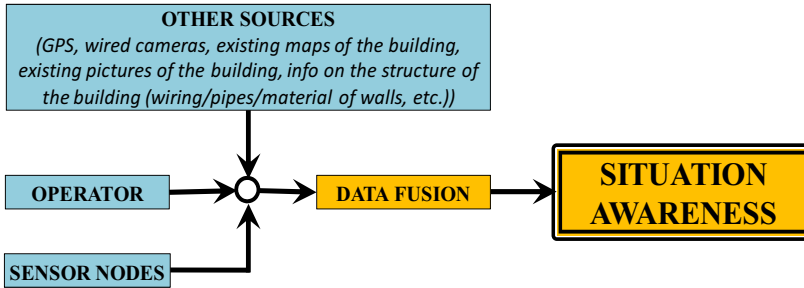 OTHER SOURCES
(GPS, wired cameras, existing maps of the building,
existing pictures of the building, info on the structure of
the building (wiring/pipes/material of walls, etc.))
OPERATOR
DATA FUSION
SITUATION
AWARENESS
SENSOR NODES